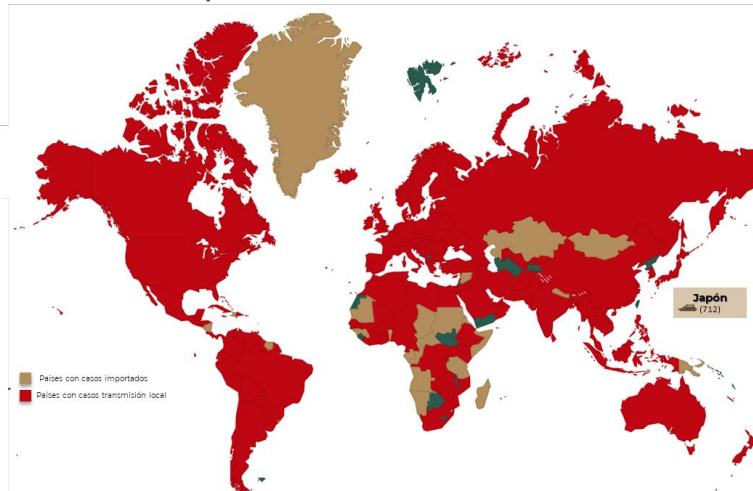 Japón
(712)
Países con casos importados
Países con casos transmisión local